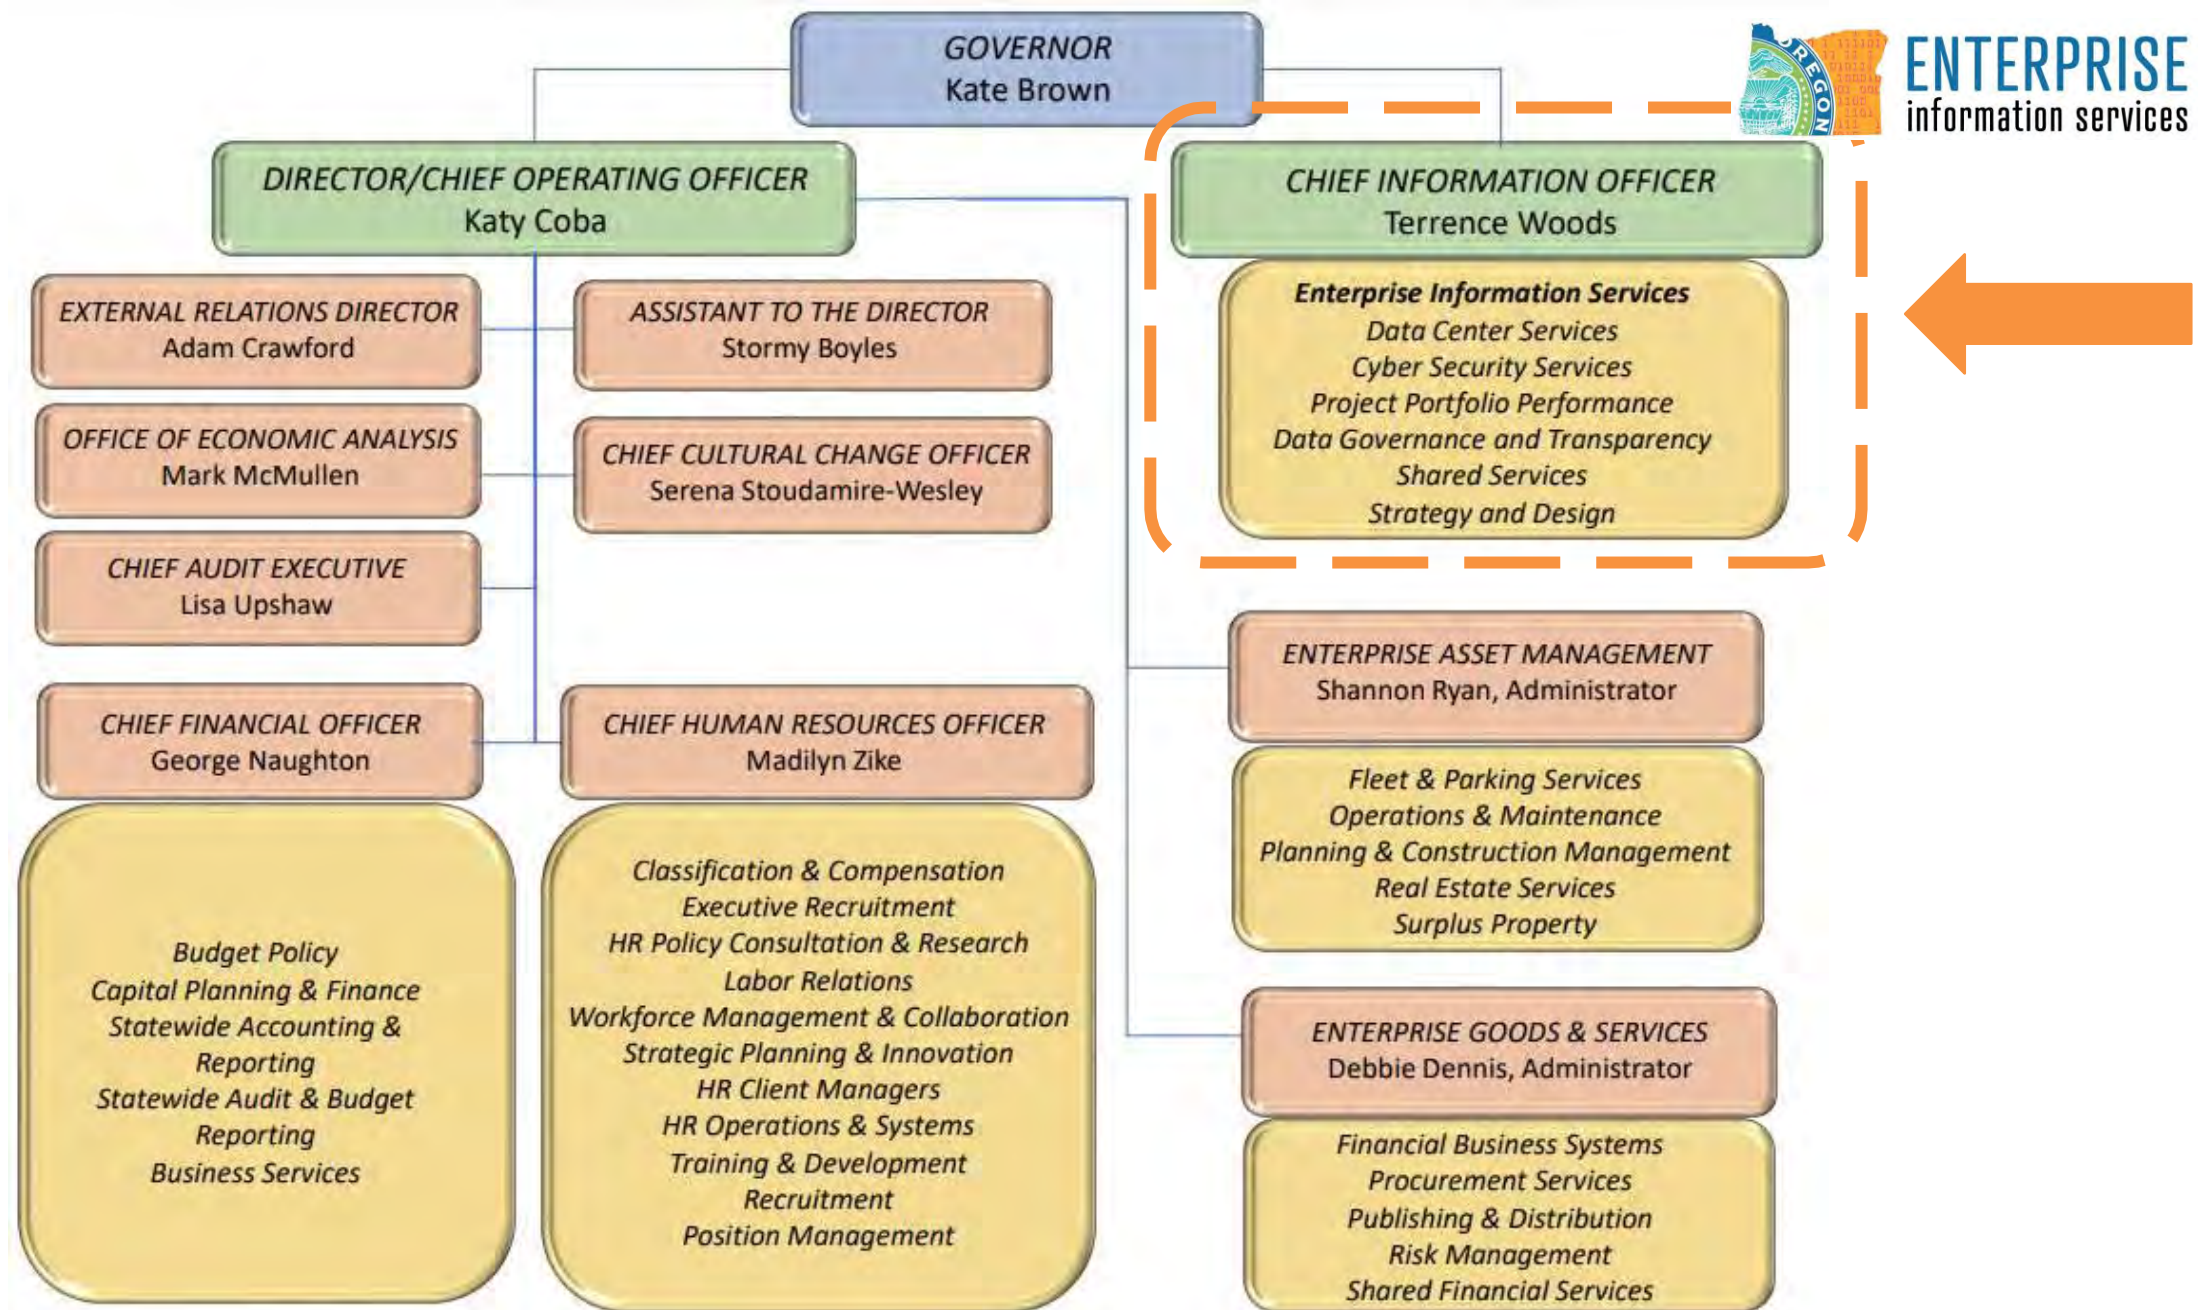 GOVERNOR
Kate Brown
OREGON
ENTERPRISE
information services
DIRECTOR/CHIEF OPERATING OFFICER
Katy Coba
CHIEF INFORMATION OFFICER
Terrence Woods
Enterprise Information Services
Data Center Services
Cyber Security Services
Project Portfolio Performance
Data Governance and Transparency
Shared Services
Strategy and Design
EXTERNAL RELATIONS DIRECTOR
Adam Crawford
ASSISTANT TO THE DIRECTOR
Stormy Boyles
OFFICE OF ECONOMIC ANALYSIS
Mark McMullen
CHIEF CULTURAL CHANGE OFFICER
Serena Stoudamire-Wesley
CHIEF AUDIT EXECUTIVE
Lisa Upshaw
CHIEF FINANCIAL OFFICER
George Naughton
Budget Policy
Capital Planning & Finance
Statewide Accounting &
Reporting
Statewide Audit & Budget
Reporting
Business Services
CHIEF HUMAN RESOURCES OFFICER
Madilyn Zike
Classification & Compensation
Executive Recruitment
HR Policy Consultation & Research
Labor Relations
Workforce Management & Collaboration
Strategic Planning & Innovation
HR Client Managers
HR Operations & Systems
Training & Development
Recruitment
Position Management
ENTERPRISE ASSET MANAGEMENT
Shannon Ryan, Administrator
Fleet & Parking Services
Operations & Maintenance
Planning & Construction Management
Real Estate Services
Surplus Property
ENTERPRISE GOODS & SERVICES
Debbie Dennis, Administrator
Financial Business Systems
Procurement Services
Publishing & Distribution
Risk Management
Shared Financial Services